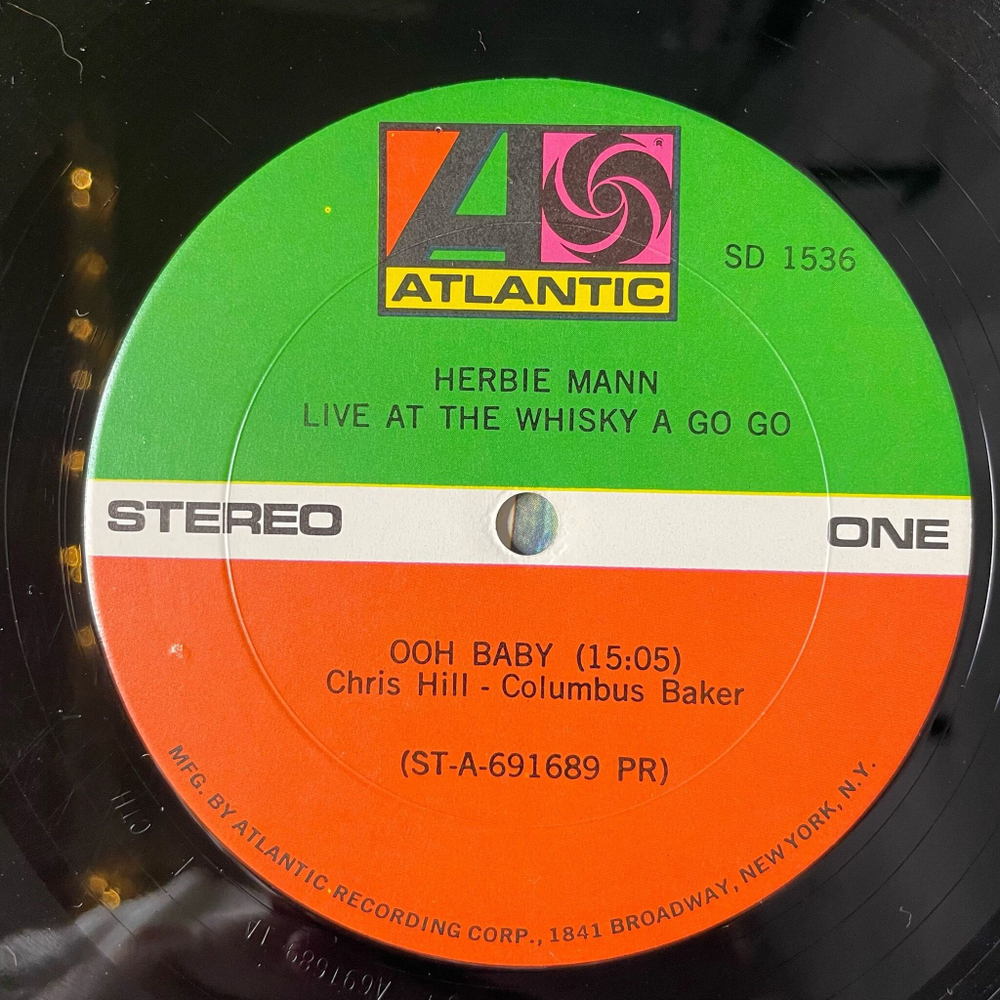 ATLANTIC
®
SD 1536
HERBIE MANN
LIVE AT THE WHISKY A GO GO
STEREO
ONE
OOH BABY (15:05)
Chris Hill - Columbus Baker
(ST-A-691689 PR)
MFG. BY ATLANTIC RECORDING CORP., 1841 BROADWAY, NEW YORK, N.Y.